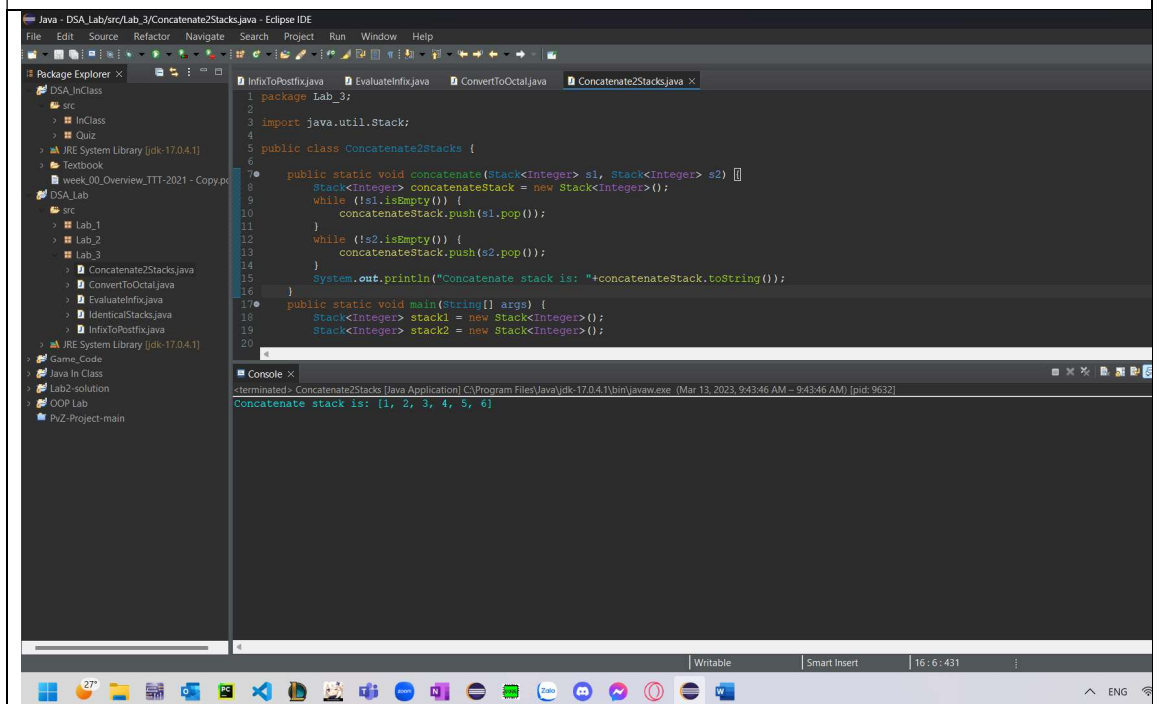 Java - DSA_Lab/src/Lab_3/Concatenate2Stacks.java - Eclipse IDE
File Edit Source Refactor Navigate Search Project Run Window Help
Package Explorer
DSA_InClass
src
InClass
Quiz
JRE System Library [jdk-17.0.4.1]
Textbook
week_00_Overview_TTT-2021 - Copy.pc
DSA_Lab
src
Lab_1
Lab_2
Lab_3
Concatenate2Stacks.java
ConvertToOctal.java
EvaluateInfix.java
IdenticalStacks.java
InfixToPostfix.java
JRE System Library [jdk-17.0.4.1]
Game_Code
Java In Class
Lab2-solution
OOP Lab
PvZ-Project-main
InfixToPostfix.java EvaluateInfix.java ConvertToOctal.java Concatenate2Stacks.java
1 package Lab_3;
2
3 import java.util.Stack;
4
5 public class Concatenate2Stacks {
6
7 public static void concatenate(Stack<Integer> s1, Stack<Integer> s2) {
8 Stack<Integer> concatenateStack = new Stack<Integer>();
9 while (!s1.isEmpty()) {
10 concatenateStack.push(s1.pop());
11 }
12 while (!s2.isEmpty()) {
13 concatenateStack.push(s2.pop());
14 }
15 System.out.println("Concatenate stack is: "+concatenateStack.toString());
16 }
17 public static void main(String[] args) {
18 Stack<Integer> stack1 = new Stack<Integer>();
19 Stack<Integer> stack2 = new Stack<Integer>();
20
Console
<terminated> Concatenate2Stacks [Java Application] C:\Program Files\Java\jdk-17.0.4.1\bin\javaw.exe (Mar 13, 2023, 9:43:46 AM – 9:43:46 AM) [pid: 9632]
Concatenate stack is: [1, 2, 3, 4, 5, 6]
Writable Smart Insert 16 : 6 : 431
27°
PC
zoom
N
Zalo
W
ENG